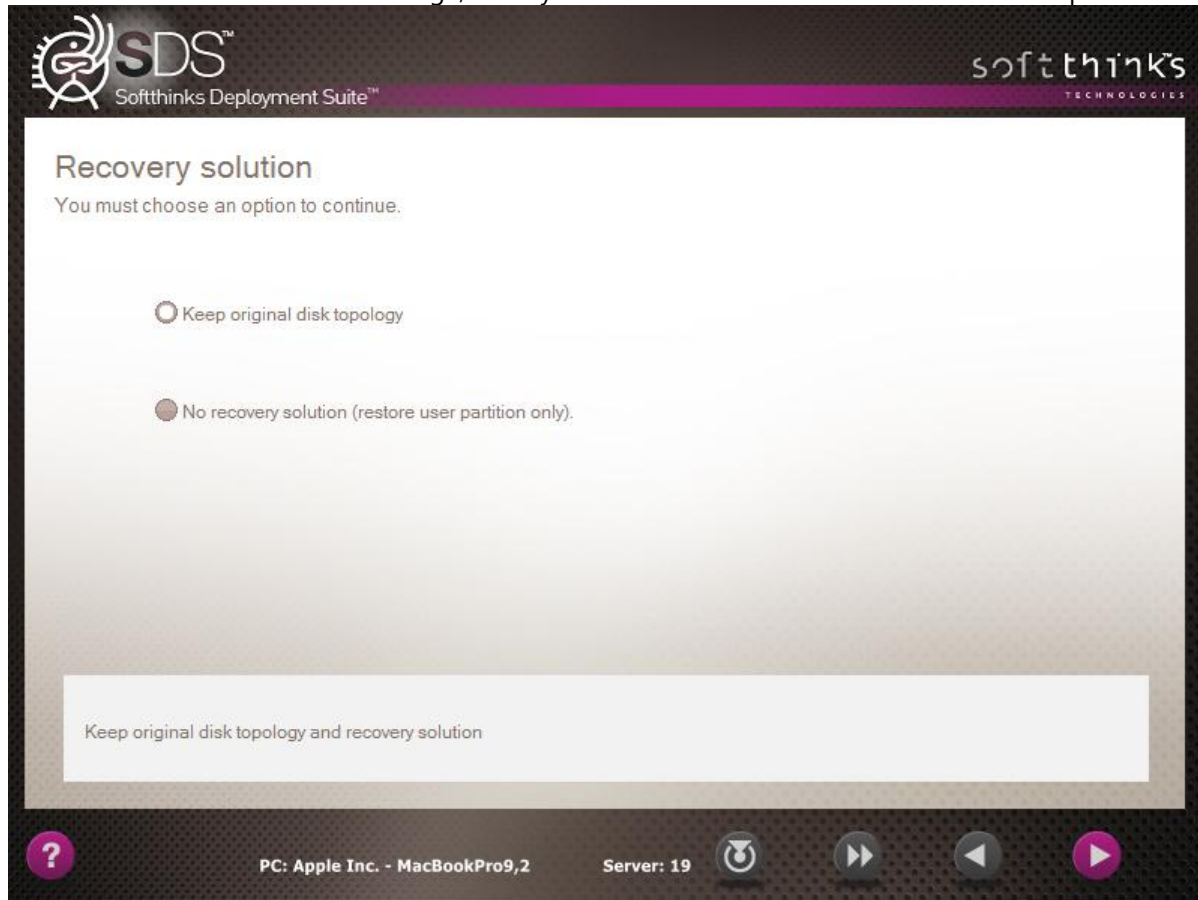 SDS™
Softthinks Deployment Suite™
softthinks™
TECHNOLOGIES
Recovery solution
You must choose an option to continue.
Keep original disk topology
No recovery solution (restore user partition only).
Keep original disk topology and recovery solution
?
PC: Apple Inc. - MacBookPro9,2 Server: 19